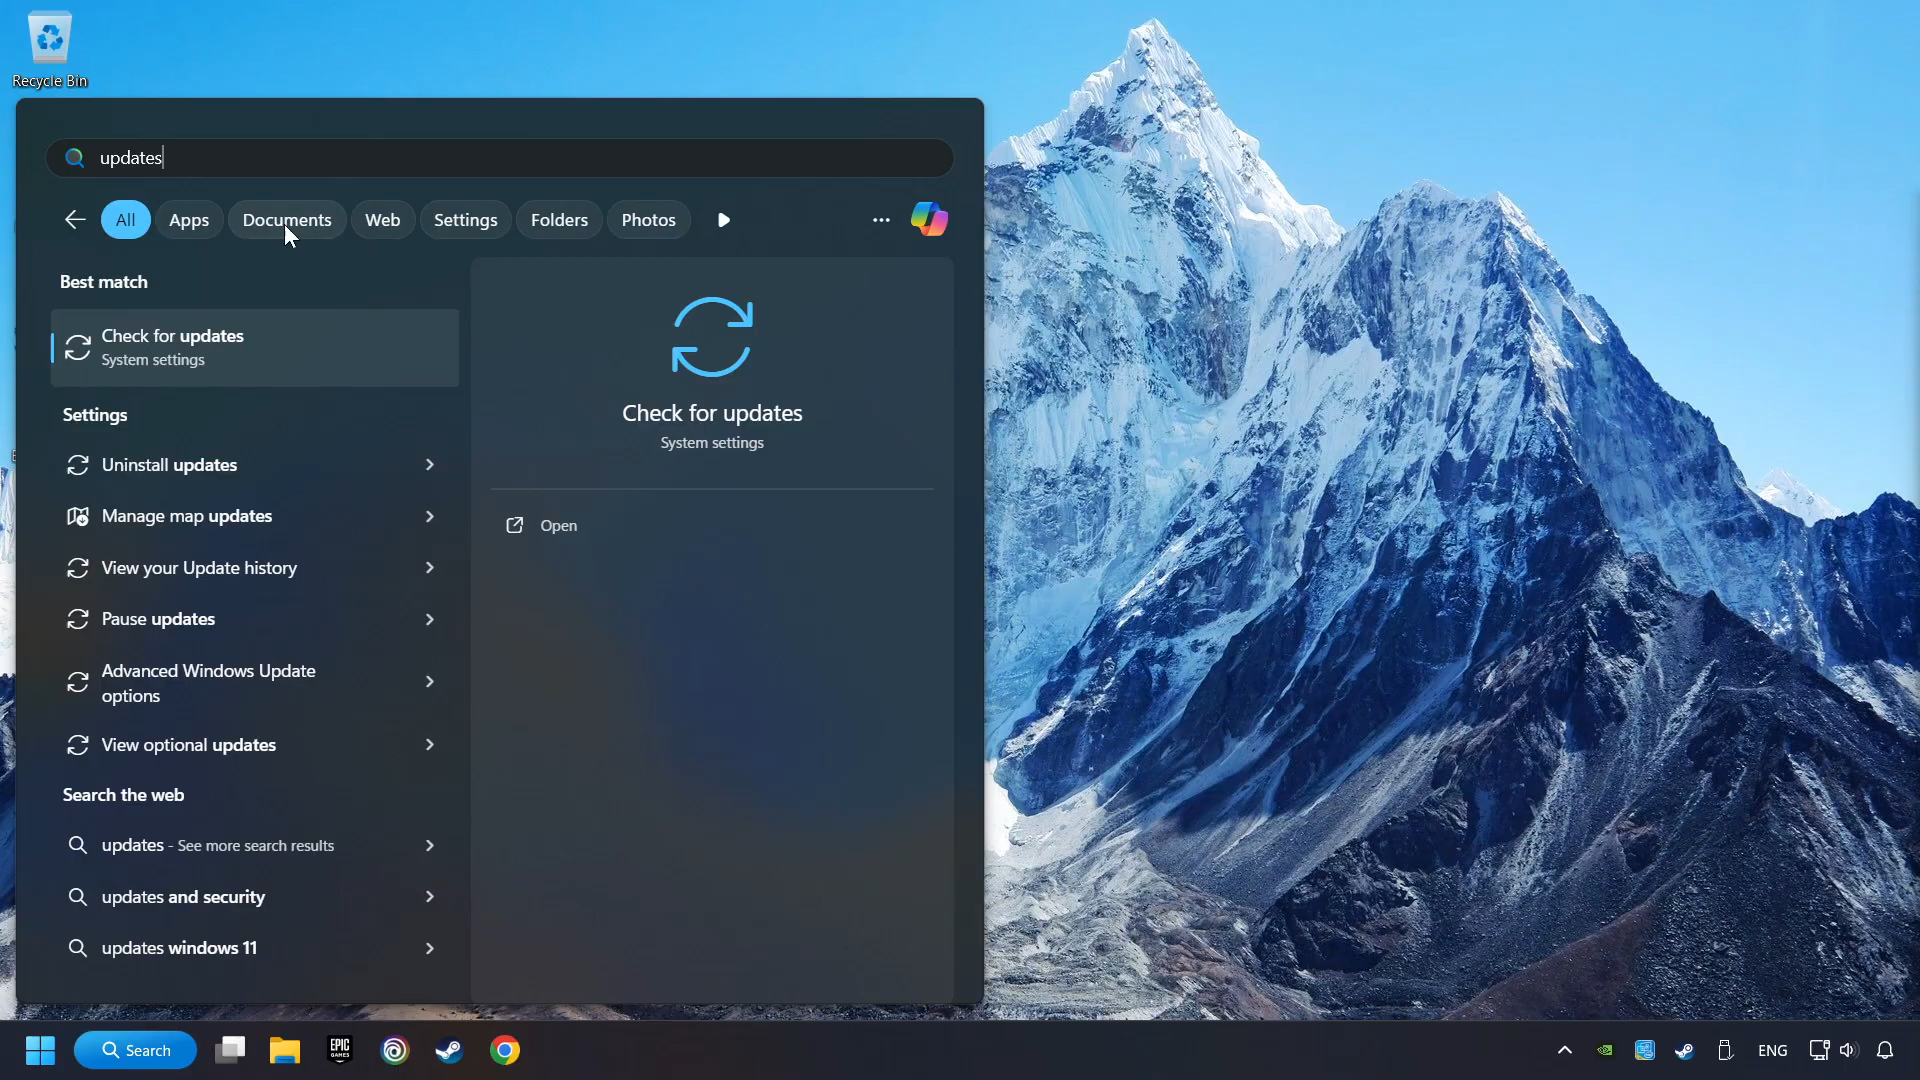 Recycle Bin
updates
All Apps Documents Web Settings Folders Photos
Best match
Check for updates
System settings
Settings
Uninstall updates
Manage map updates
View your Update history
Pause updates
Advanced Windows Update
options
View optional updates
Search the web
updates - See more search results
updates and security
updates windows 11
Check for updates
System settings
Open
Search
EPIC
GAMES
ENG